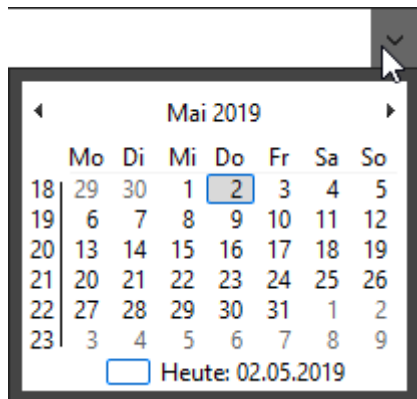 Mai 2019
Mo Di Mi Do Fr Sa So
18 29 30 1 2 3 4 5
19 6 7 8 9 10 11 12
20 13 14 15 16 17 18 19
21 20 21 22 23 24 25 26
22 27 28 29 30 31 1 2
23 3 4 5 6 7 8 9
Heute: 02.05.2019